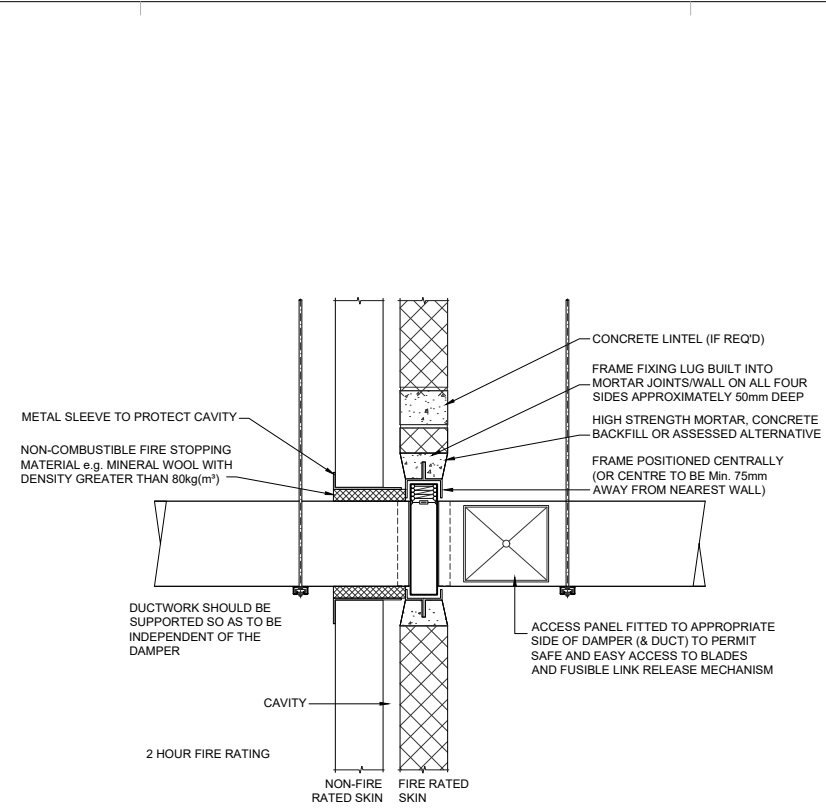 CONCRETE LINTEL (IF REQ'D)
FRAME FIXING LUG BUILT INTO
MORTAR JOINTS/WALL ON ALL FOUR
SIDES APPROXIMATELY 50mm DEEP
METAL SLEEVE TO PROTECT CAVITY
HIGH STRENGTH MORTAR, CONCRETE
BACKFILL OR ASSESSED ALTERNATIVE
NON-COMBUSTIBLE FIRE STOPPING
MATERIAL e.g. MINERAL WOOL WITH
DENSITY GREATER THAN 80kg(m³)
FRAME POSITIONED CENTRALLY
(OR CENTRE TO BE Min. 75mm
AWAY FROM NEAREST WALL)
DUCTWORK SHOULD BE
SUPPORTED SO AS TO BE
INDEPENDENT OF THE
DAMPER
ACCESS PANEL FITTED TO APPROPRIATE
SIDE OF DAMPER (& DUCT) TO PERMIT
SAFE AND EASY ACCESS TO BLADES
AND FUSIBLE LINK RELEASE MECHANISM
CAVITY
2 HOUR FIRE RATING
NON-FIRE
RATED SKIN
FIRE RATED
SKIN